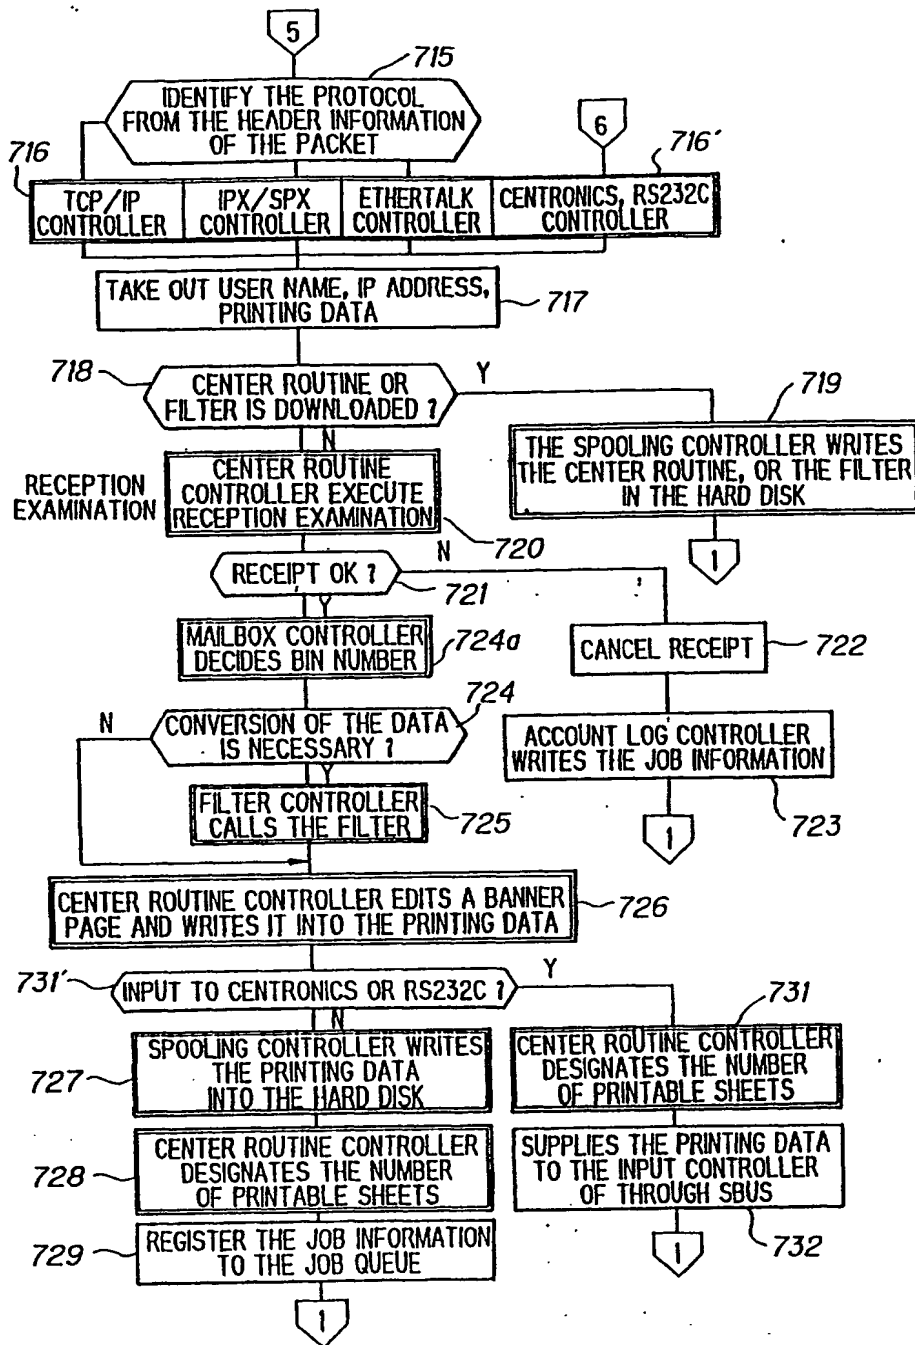 5
715
IDENTIFY THE PROTOCOL
FROM THE HEADER INFORMATION
OF THE PACKET
6
716
716'
TCP/IP
CONTROLLER
IPX/SPX
CONTROLLER
ETHERTALK
CONTROLLER
CENTRONICS, RS232C
CONTROLLER
TAKE OUT USER NAME, IP ADDRESS,
PRINTING DATA
717
718
CENTER ROUTINE OR
FILTER IS DOWNLOADED ?
Y
N
719
THE SPOOLING CONTROLLER WRITES
THE CENTER ROUTINE, OR THE FILTER
IN THE HARD DISK
1
RECEPTION
EXAMINATION
CENTER ROUTINE
CONTROLLER EXECUTE
RECEPTION EXAMINATION
720
RECEIPT OK ?
N
721
Y
MAILBOX CONTROLLER
DECIDES BIN NUMBER
724a
CANCEL RECEIPT
722
N
CONVERSION OF THE DATA
IS NECESSARY ?
724
Y
ACCOUNT LOG CONTROLLER
WRITES THE JOB INFORMATION
723
1
FILTER CONTROLLER
CALLS THE FILTER
725
CENTER ROUTINE CONTROLLER EDITS A BANNER
PAGE AND WRITES IT INTO THE PRINTING DATA
726
731'
INPUT TO CENTRONICS OR RS232C ?
Y
N
731
727
SPOOLING CONTROLLER WRITES
THE PRINTING DATA
INTO THE HARD DISK
CENTER ROUTINE CONTROLLER
DESIGNATES THE NUMBER
OF PRINTABLE SHEETS
728
CENTER ROUTINE CONTROLLER
DESIGNATES THE NUMBER
OF PRINTABLE SHEETS
SUPPLIES THE PRINTING DATA
TO THE INPUT CONTROLLER
OF THROUGH SBUS
732
729
REGISTER THE JOB INFORMATION
TO THE JOB QUEUE
1
1